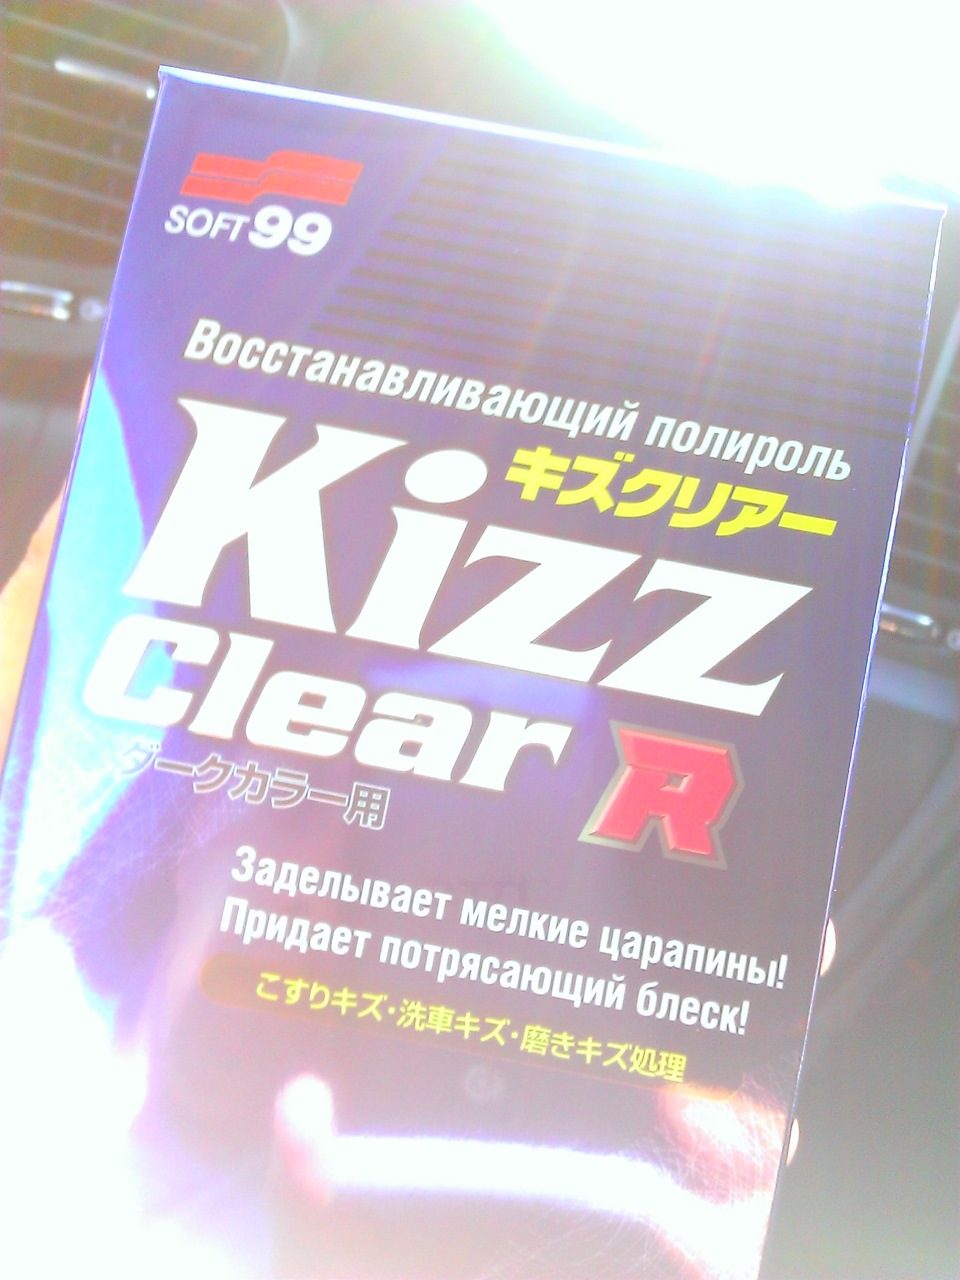 SOFT99
Восстанавливающий полироль
キズクリアー
Kizz
Clear R
ダークカラー用
Заделывает мелкие царапины!
Придает потрясающий блеск!
こすりキズ・洗車キズ・磨きキズ処理